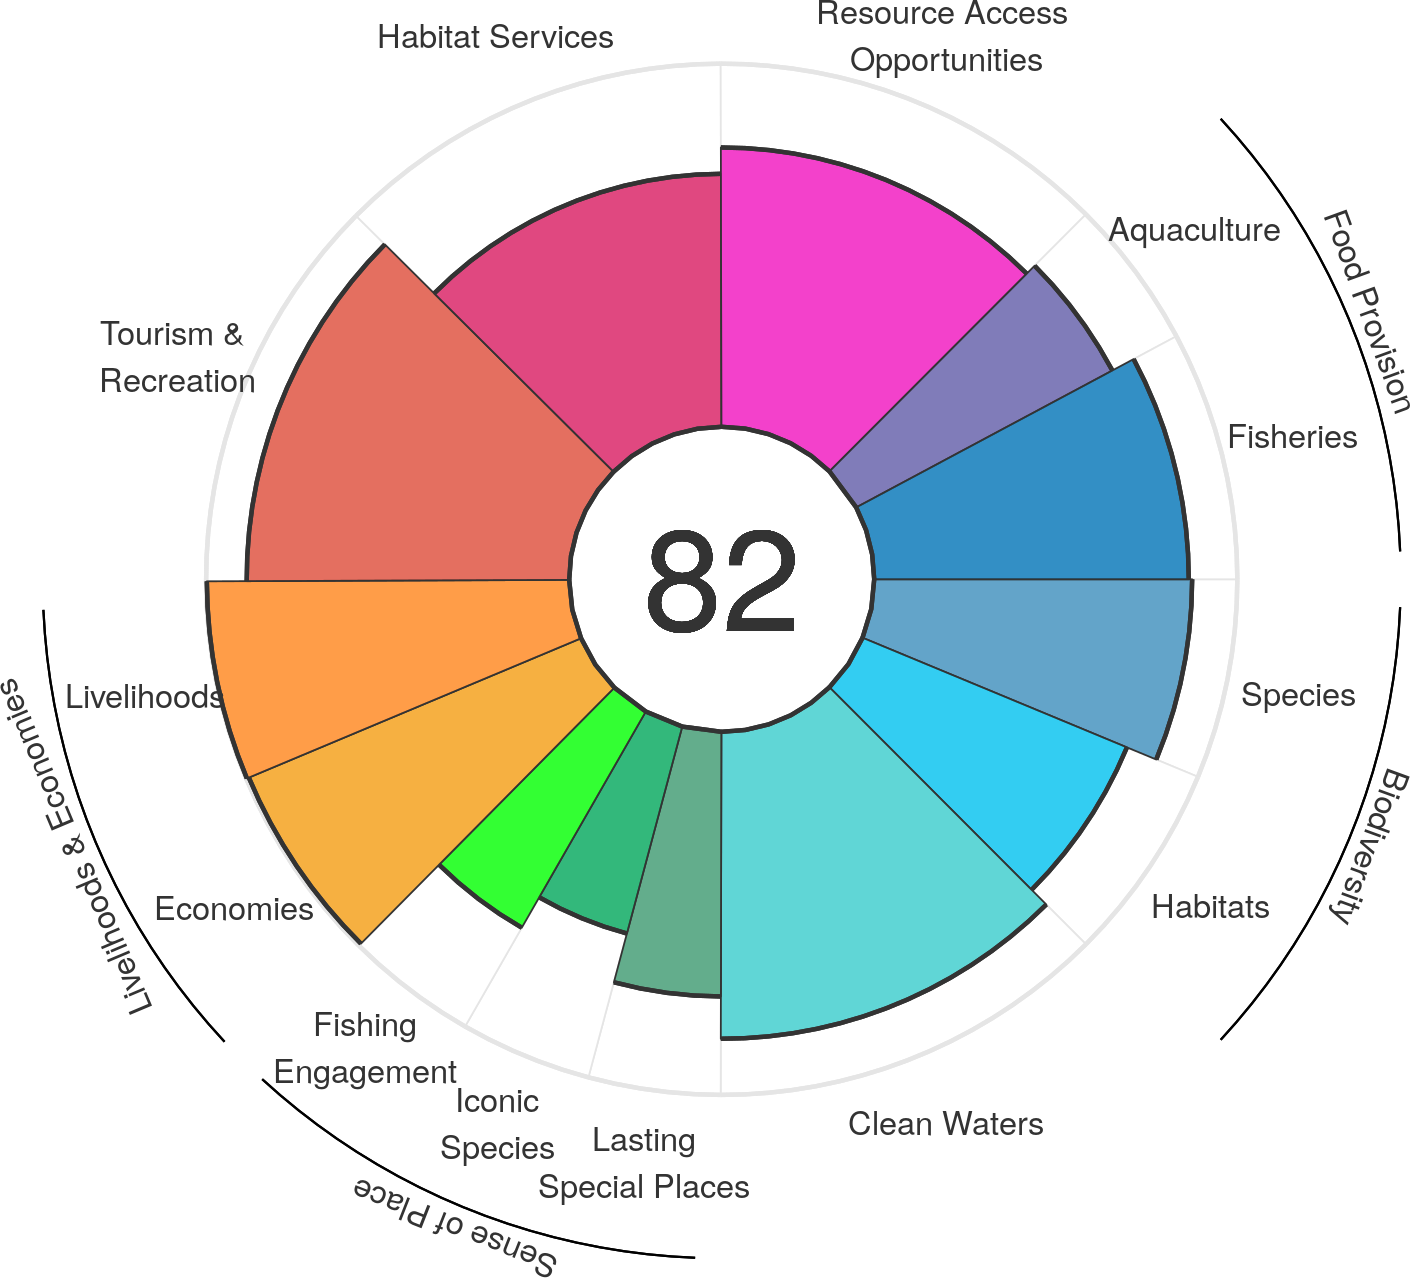 Resource Access
Opportunities
Habitat Services
Aquaculture
Food Provision
Tourism &
Recreation
Fisheries
82
Livelihoods
Species
Livelihoods & Economies
Biodiversity
Economies
Habitats
Fishing
Engagement
Iconic
Species
Lasting
Special Places
Clean Waters
Sense of Place